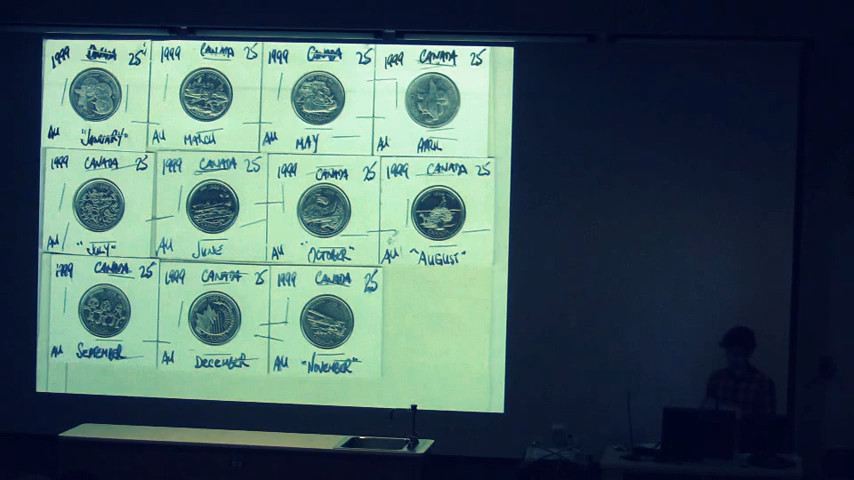 1999 CANADA 25
AU "JANUARY"
1999 CANADA 25
AU MARCH
1999 CANADA 25
AU MAY
1999 CANADA 25
AU APRIL
1999 CANADA 25
AU "JULY"
1999 CANADA 25
AU JUNE
1999 CANADA 25
AU "OCTOBER"
1999 CANADA 25
AU "AUGUST"
1999 CANADA 25
AU SEPTEMBER
1999 CANADA 25
AU DECEMBER
1999 CANADA 25
AU "NOVEMBER"